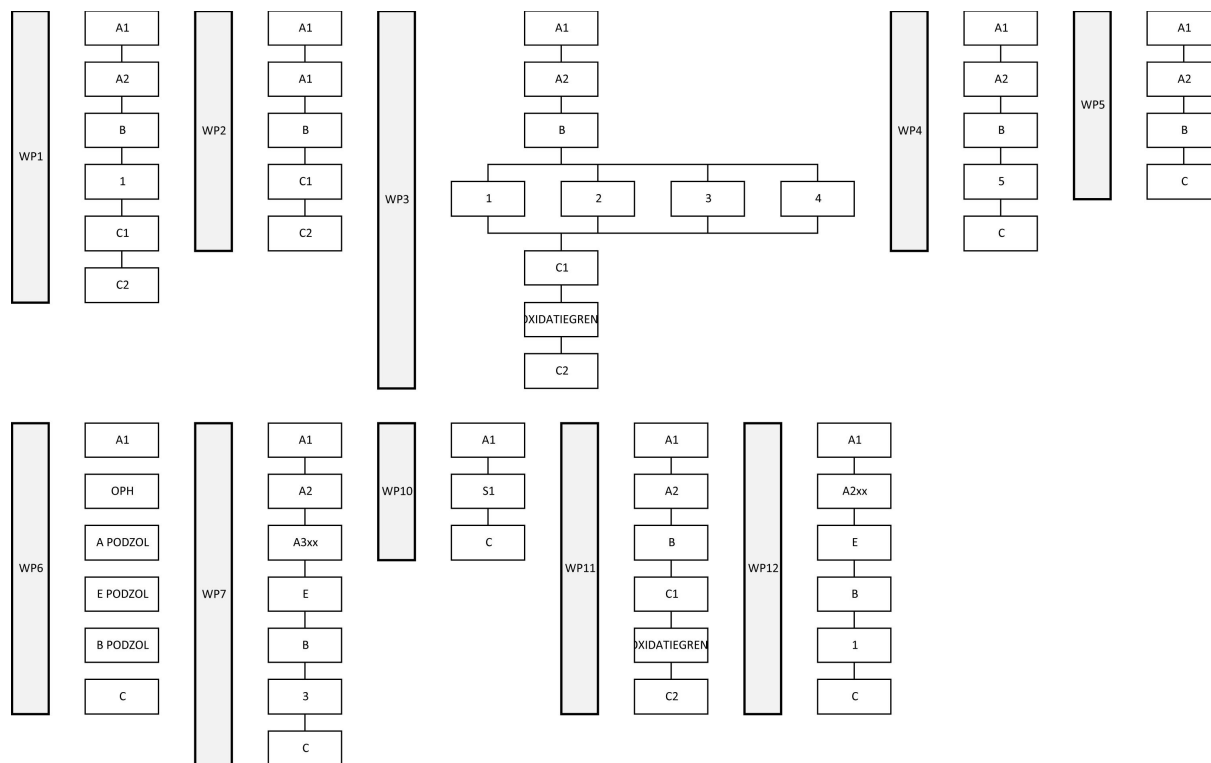 WP1
A1
A2
B
1
C1
C2
WP2
A1
A1
B
C1
C2
WP3
A1
A2
B
1
2
3
4
C1
OXIDATIEGREN
C2
WP4
A1
A2
B
5
C
WP5
A1
A2
B
C
WP6
A1
OPH
A PODZOL
E PODZOL
B PODZOL
C
WP7
A1
A2
A3xx
E
B
3
C
WP10
A1
S1
C
WP11
A1
A2
B
C1
OXIDATIEGREN
C2
WP12
A1
A2xx
E
B
1
C